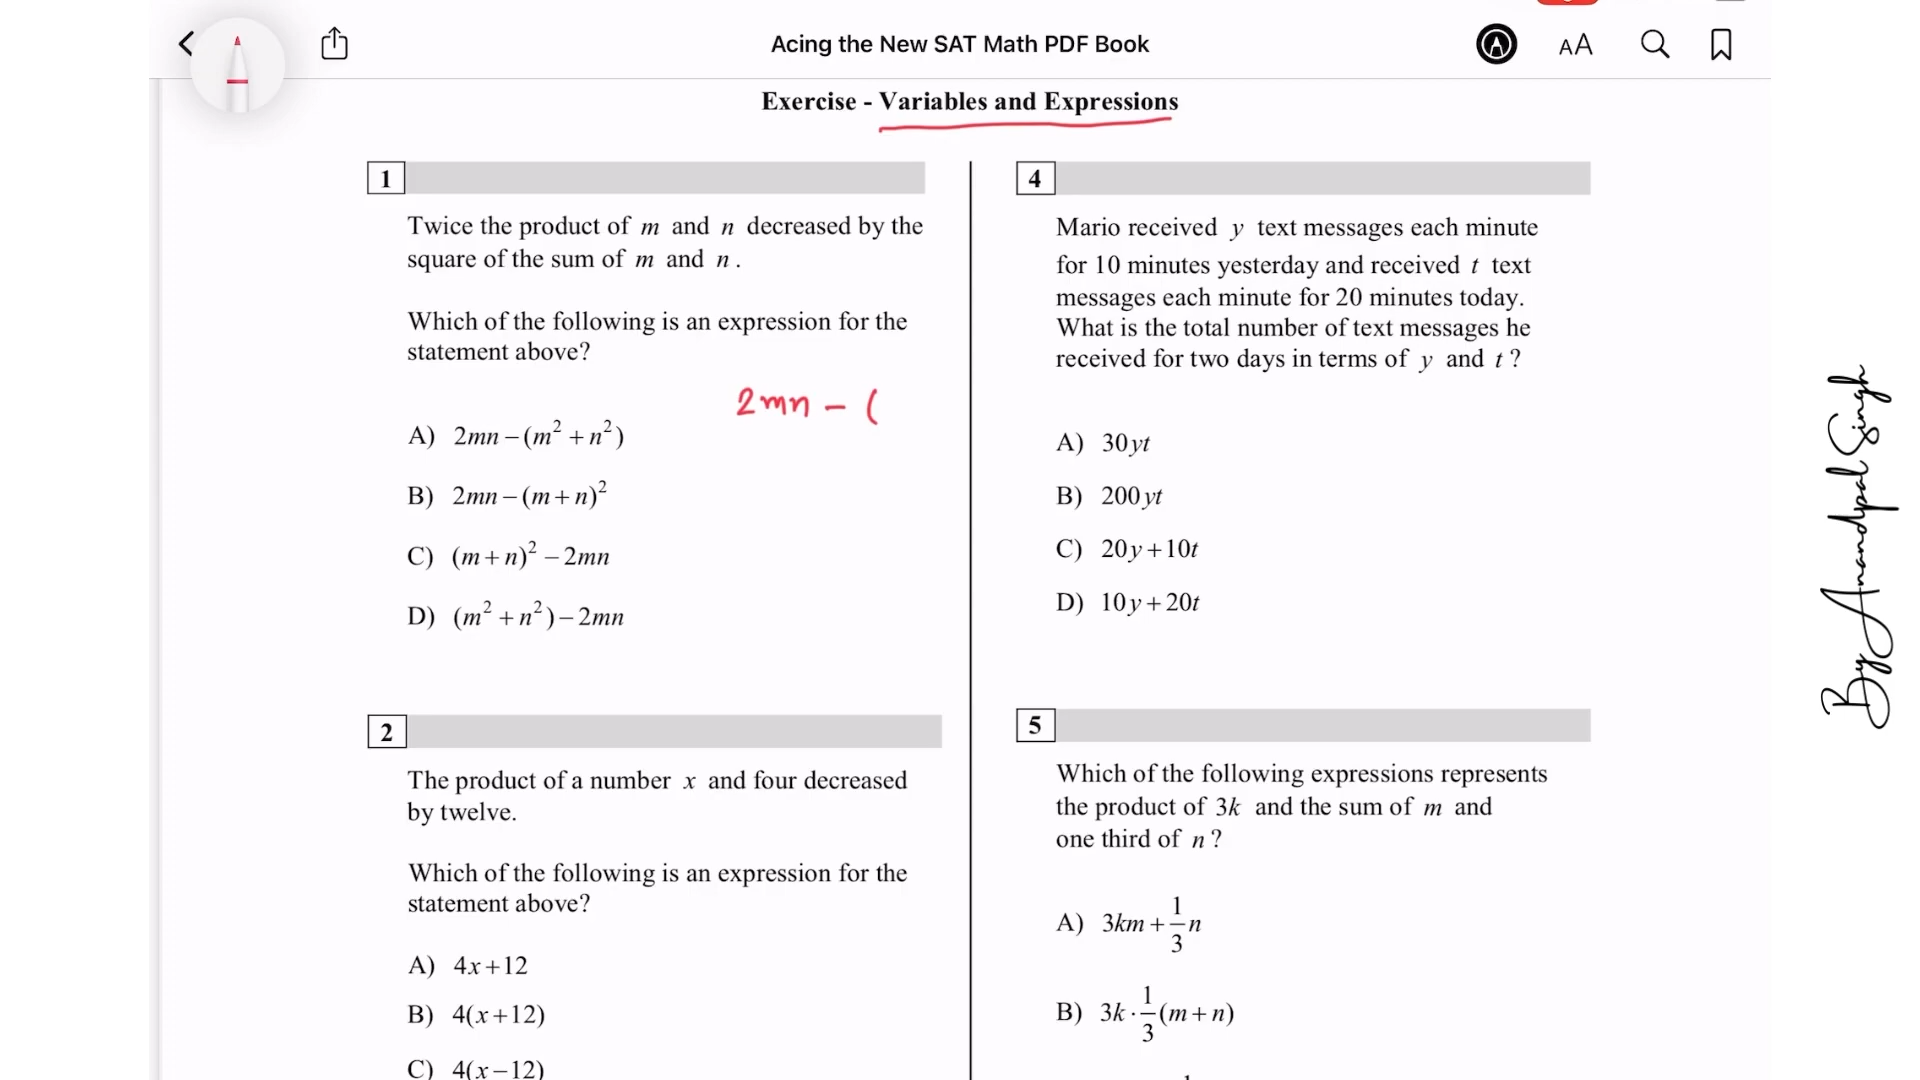 Acing the New SAT Math PDF Book
AA
Exercise - Variables and Expressions
1
Twice the product of m and n decreased by the
square of the sum of m and n.
Which of the following is an expression for the
statement above?
2mn - (
A) 2mn − (m² + n²)
B) 2mn − (m + n)²
C) (m + n)² − 2mn
D) (m² + n²) − 2mn
2
The product of a number x and four decreased
by twelve.
Which of the following is an expression for the
statement above?
A) 4x + 12
B) 4(x + 12)
C) 4(x − 12)
4
Mario received y text messages each minute
for 10 minutes yesterday and received t text
messages each minute for 20 minutes today.
What is the total number of text messages he
received for two days in terms of y and t?
A) 30yt
B) 200yt
C) 20y + 10t
D) 10y + 20t
5
Which of the following expressions represents
the product of 3k and the sum of m and
one third of n?
A) 3km + 1/3 n
B) 3k · 1/3 (m + n)
By Anandpal Singh